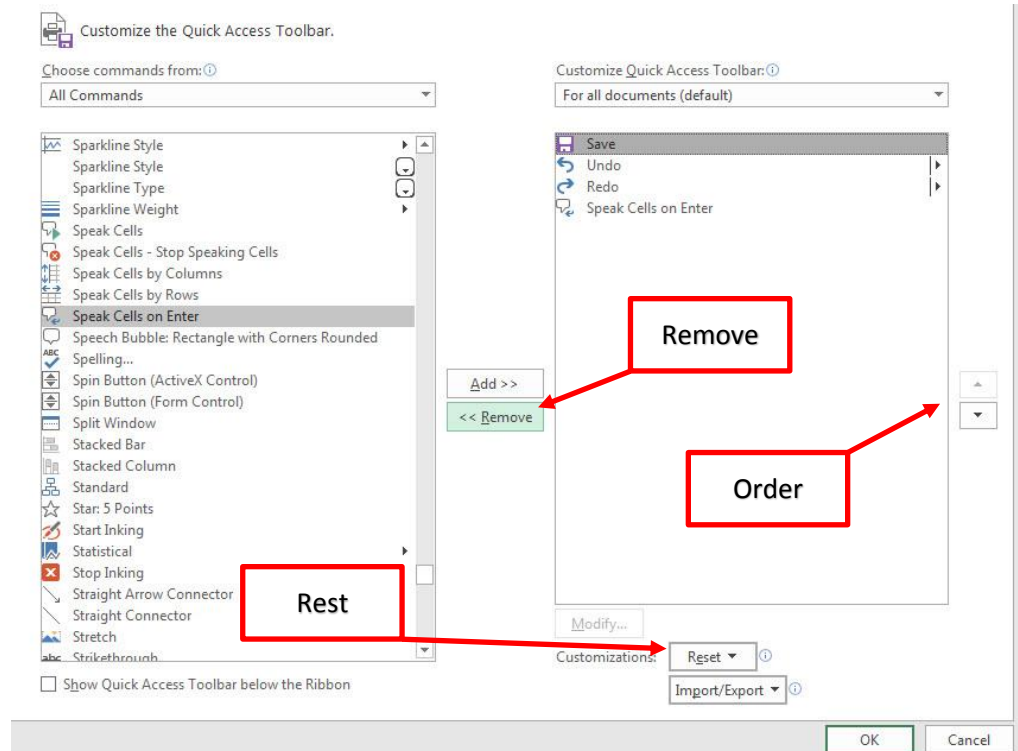 Customize the Quick Access Toolbar.
Choose commands from:
All Commands
Sparkline Style
Sparkline Style
Sparkline Type
Sparkline Weight
Speak Cells
Speak Cells - Stop Speaking Cells
Speak Cells by Columns
Speak Cells by Rows
Speak Cells on Enter
Speech Bubble: Rectangle with Corners Rounded
ABC
Spelling...
Spin Button (ActiveX Control)
Spin Button (Form Control)
Split Window
Stacked Bar
Stacked Column
Standard
Star: 5 Points
Start Inking
Statistical
Stop Inking
Straight Arrow Connector
Straight Connector
Stretch
abc Strikethrough
Show Quick Access Toolbar below the Ribbon
Rest
Add >>
<< Remove
Customize Quick Access Toolbar:
For all documents (default)
Save
Undo
Redo
Speak Cells on Enter
Remove
Order
Modify...
Customizations:
Reset
Import/Export
OK
Cancel